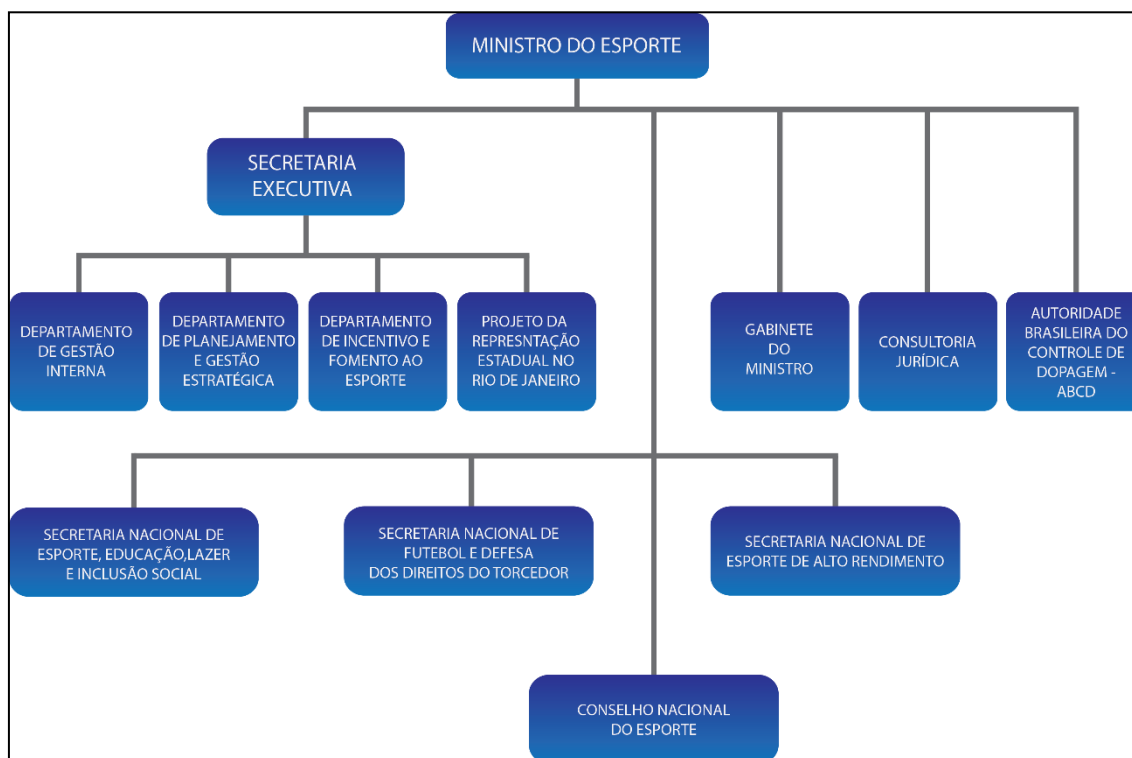 MINISTRO DO ESPORTE
SECRETARIA
EXECUTIVA
DEPARTAMENTO
DE GESTÃO
INTERNA
DEPARTAMENTO
DE PLANEJAMENTO
E GESTÃO
ESTRATÉGICA
DEPARTAMENTO
DE INCENTIVO E
FOMENTO AO
ESPORTE
PROJETO DA
REPRESNTAÇÃO
ESTADUAL NO
RIO DE JANEIRO
GABINETE
DO
MINISTRO
CONSULTORIA
JURÍDICA
AUTORIDADE
BRASILEIRA DO
CONTROLE DE
DOPAGEM -
ABCD
SECRETARIA NACIONAL DE
ESPORTE, EDUCAÇÃO,LAZER
E INCLUSÃO SOCIAL
SECRETARIA NACIONAL DE
FUTEBOL E DEFESA
DOS DIREITOS DO TORCEDOR
SECRETARIA NACIONAL DE
ESPORTE DE ALTO RENDIMENTO
CONSELHO NACIONAL
DO ESPORTE